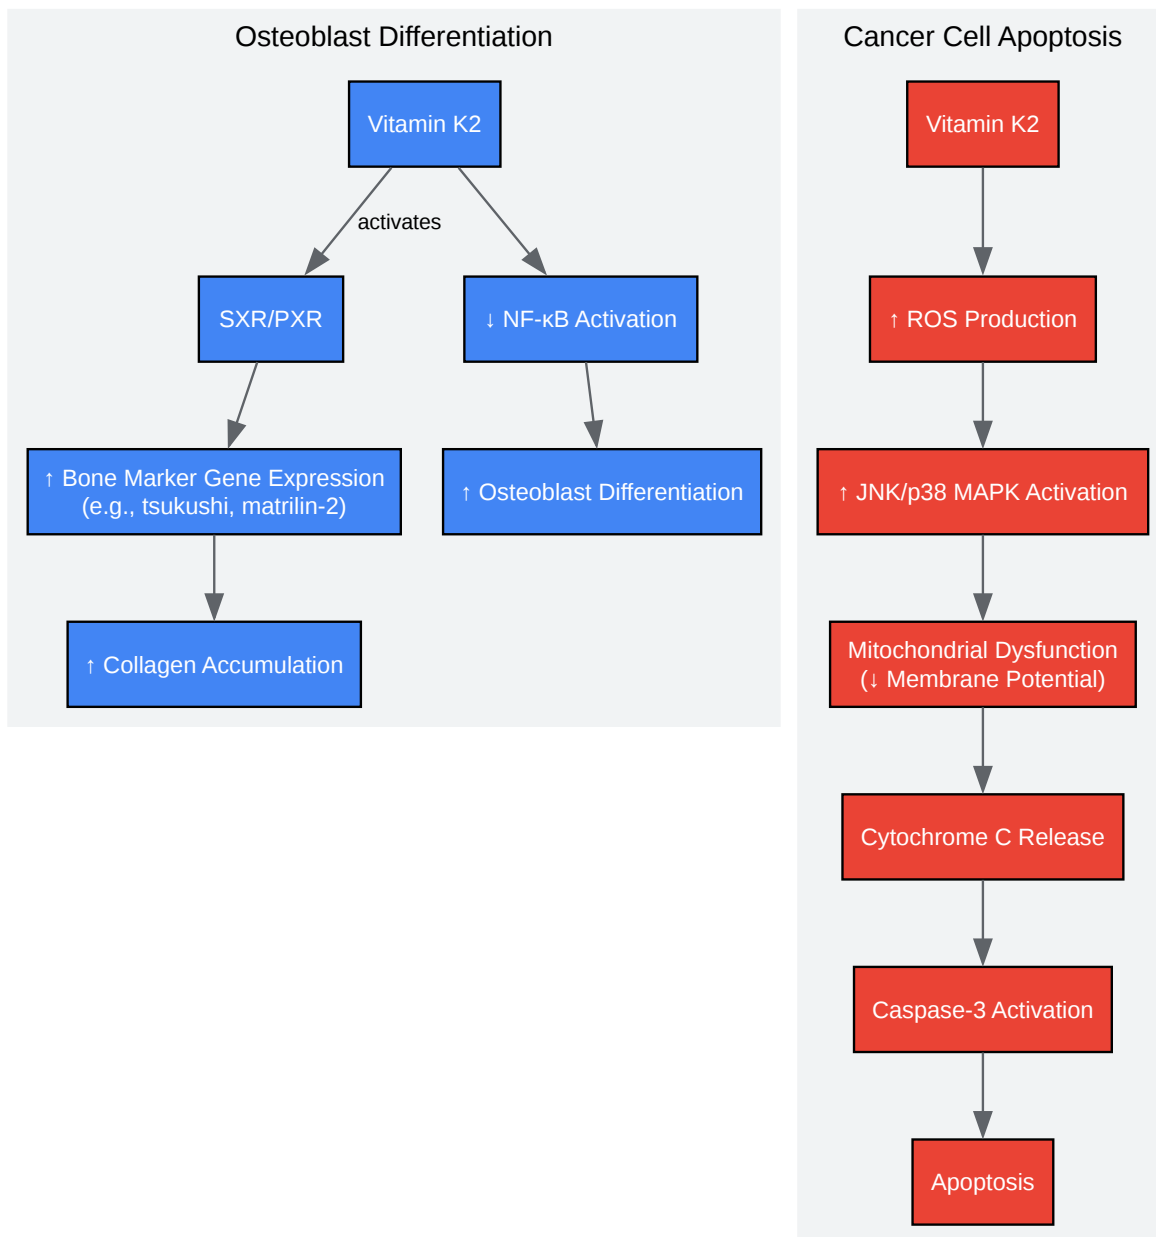 Osteoblast Differentiation
Vitamin K2
activates
SXR/PXR
↓ NF-κB Activation
↑ Bone Marker Gene Expression
(e.g., tsukushi, matrilin-2)
↑ Osteoblast Differentiation
↑ Collagen Accumulation
Cancer Cell Apoptosis
Vitamin K2
↑ ROS Production
↑ JNK/p38 MAPK Activation
Mitochondrial Dysfunction
(↓ Membrane Potential)
Cytochrome C Release
Caspase-3 Activation
Apoptosis